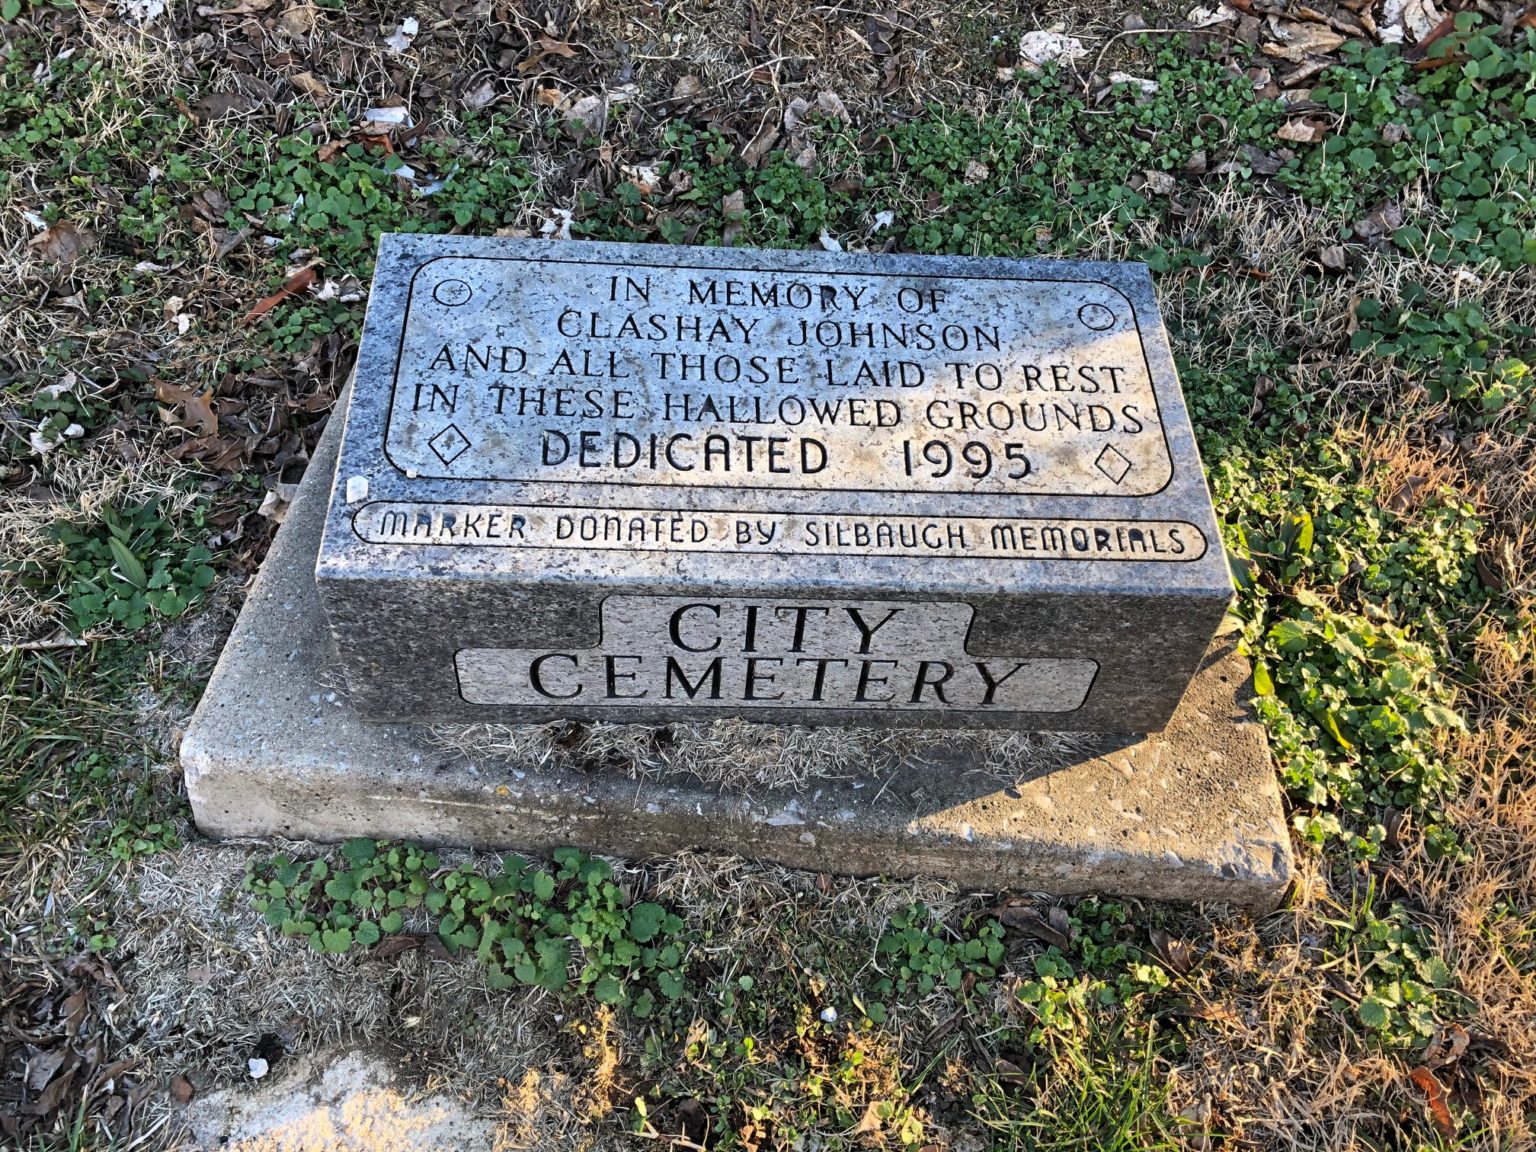 IN MEMORY OF
CLASHAY JOHNSON
AND ALL THOSE LAID TO REST
IN THESE HALLOWED GROUNDS
DEDICATED 1995
MARKER DONATED BY SILBAUGH MEMORIALS
CITY
CEMETERY